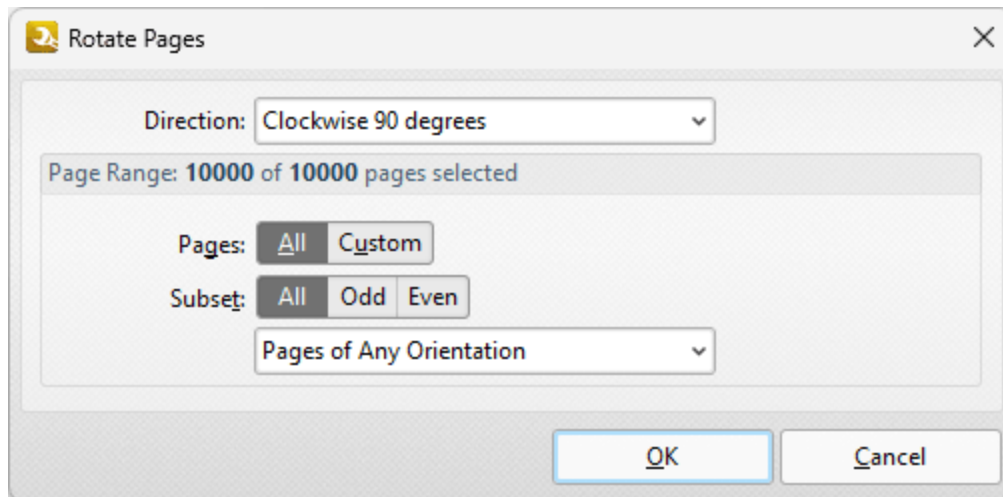 Rotate Pages
Direction: Clockwise 90 degrees
Page Range: 10000 of 10000 pages selected
Pages: All Custom
Subset: All Odd Even
Pages of Any Orientation
OK Cancel